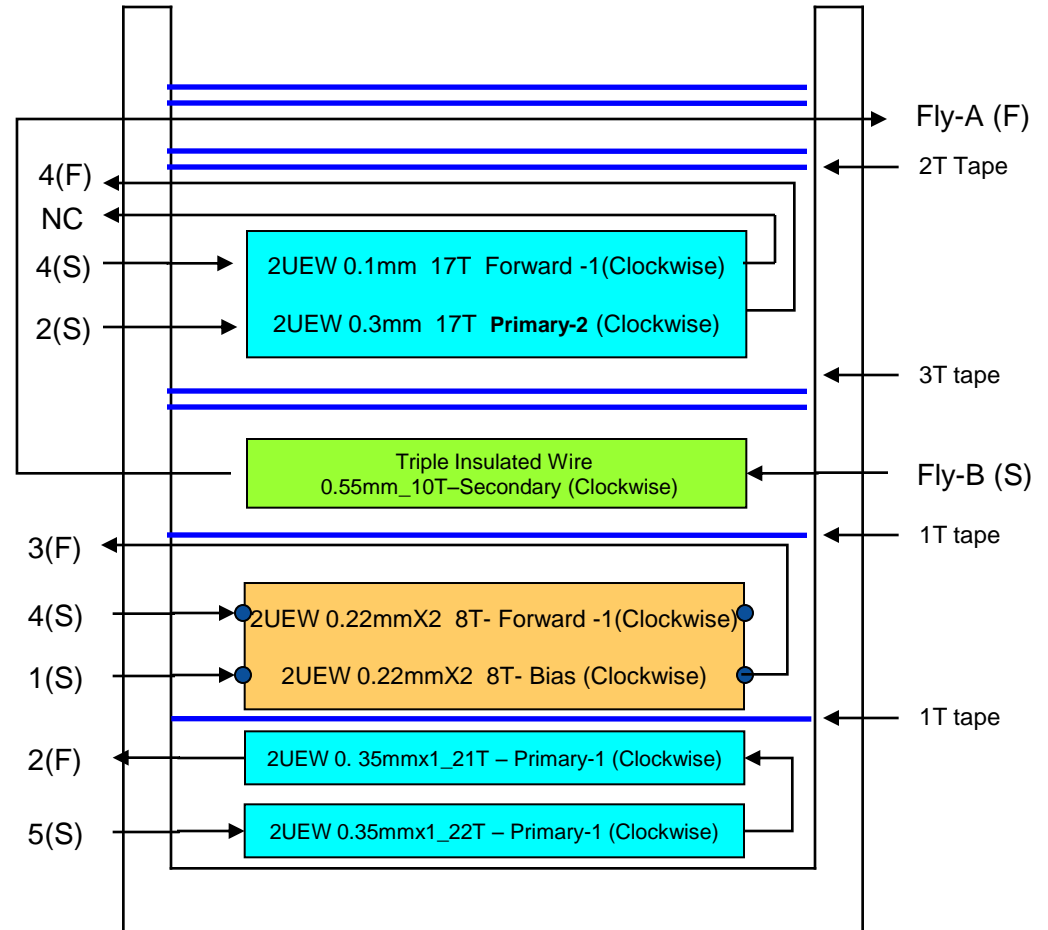 Fly-A (F)
2T Tape
4(F)
NC
4(S)
2UEW 0.1mm 17T Forward -1(Clockwise)
2(S)
2UEW 0.3mm 17T Primary-2 (Clockwise)
3T tape
Triple Insulated Wire
0.55mm_10T–Secondary (Clockwise)
Fly-B (S)
1T tape
3(F)
4(S)
2UEW 0.22mmX2 8T- Forward -1(Clockwise)
1(S)
2UEW 0.22mmX2 8T- Bias (Clockwise)
1T tape
2(F)
2UEW 0. 35mmx1_21T – Primary-1 (Clockwise)
5(S)
2UEW 0.35mmx1_22T – Primary-1 (Clockwise)